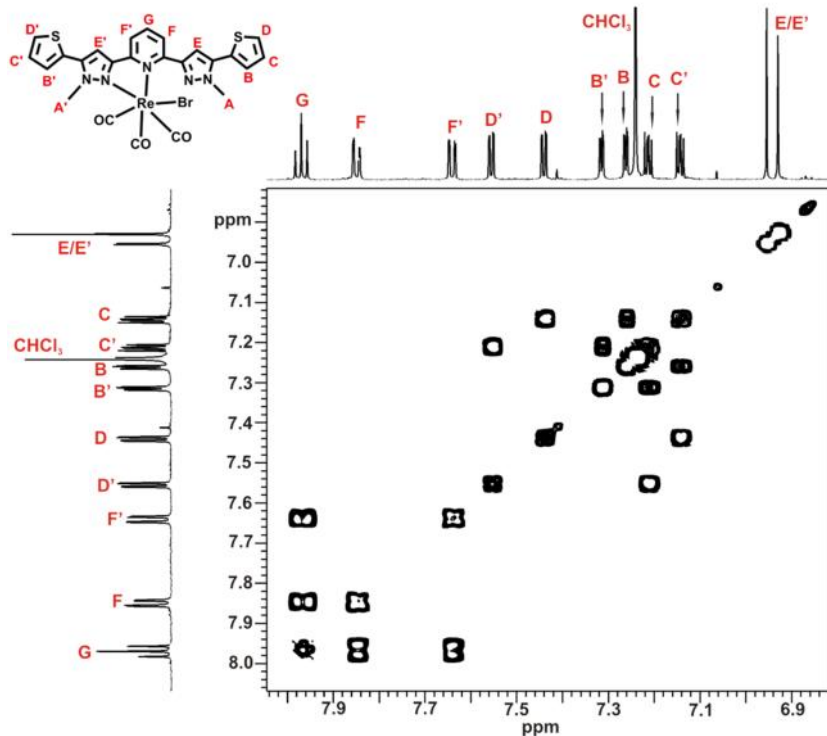 D' S G S D
F' F
E' E
C' C
B' N B
N N N N
A' Re Br A
OC CO
CO
CHCl₃ E/E'
G F F' D' D B' B C C'
ppm
E/E'
7.0
7.1
C
7.2
C'
CHCl₃
B
7.3
B'
7.4
D
7.5
D'
7.6
F'
7.7
7.8
F
7.9
G
8.0
7.9 7.7 7.5 7.3 7.1 6.9
ppm